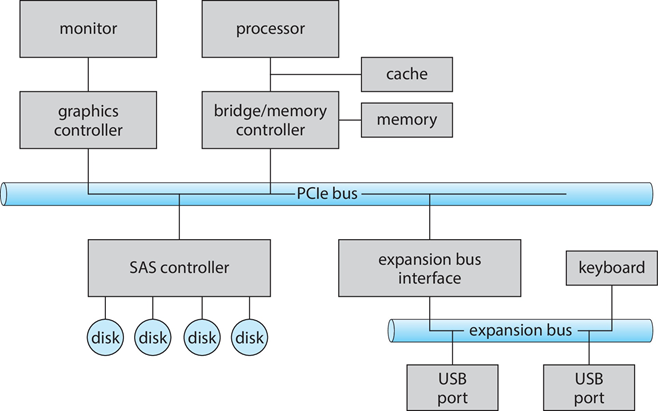 monitor
processor
cache
graphics
controller
bridge/memory
controller
memory
PCIe bus
SAS controller
expansion bus
interface
keyboard
disk
disk
disk
disk
expansion bus
USB
port
USB
port